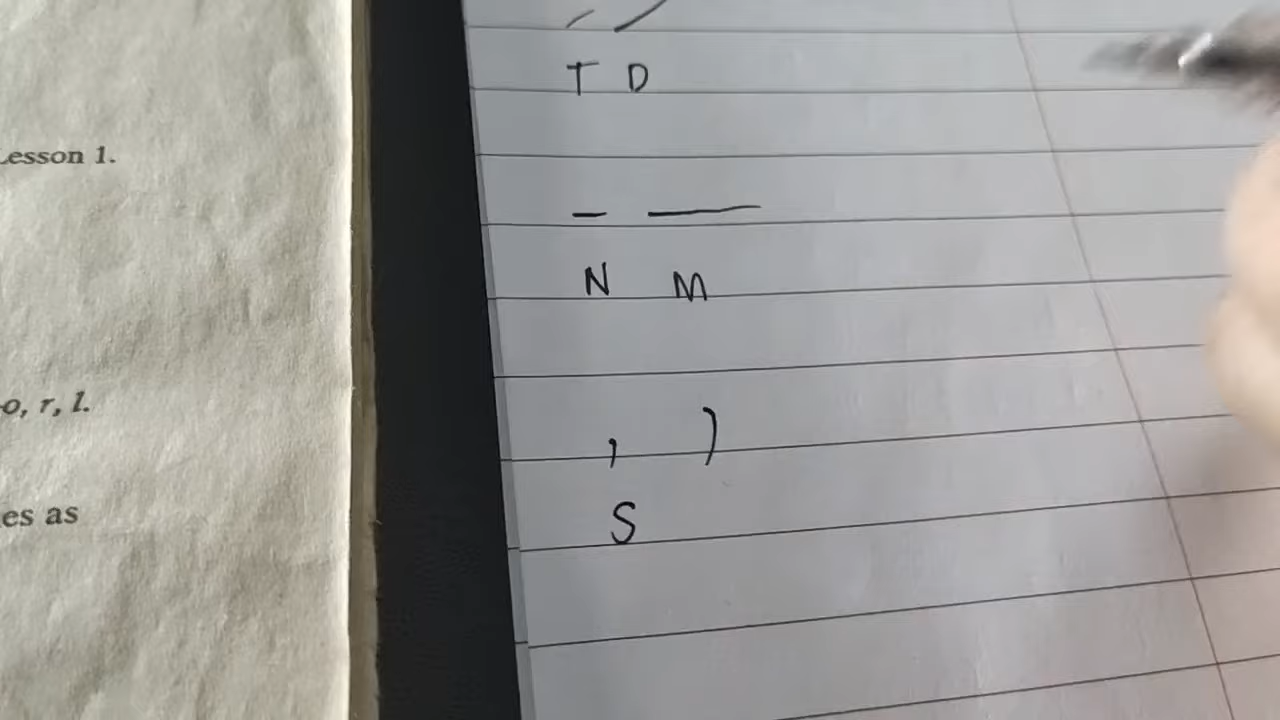 Lesson 1.
o, r, l.
es as
T D
N M
S